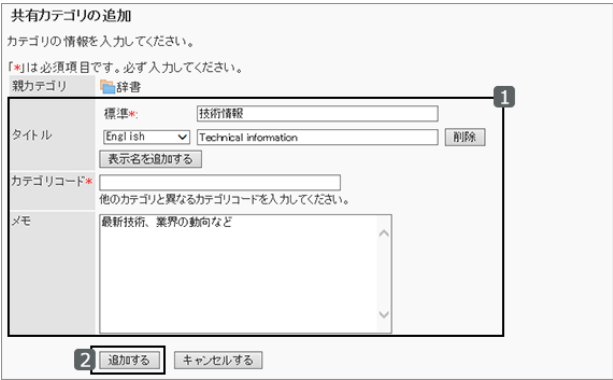 共有カテゴリの追加
カテゴリの情報を入力してください。
「*」は必須項目です。必ず入力してください。
親カテゴリ 辞書
1
標準*: 技術情報
タイトル English Technical information 削除
表示名を追加する
カテゴリコード*
他のカテゴリと異なるカテゴリコードを入力してください。
メモ 最新技術、業界の動向など
2 追加する キャンセルする